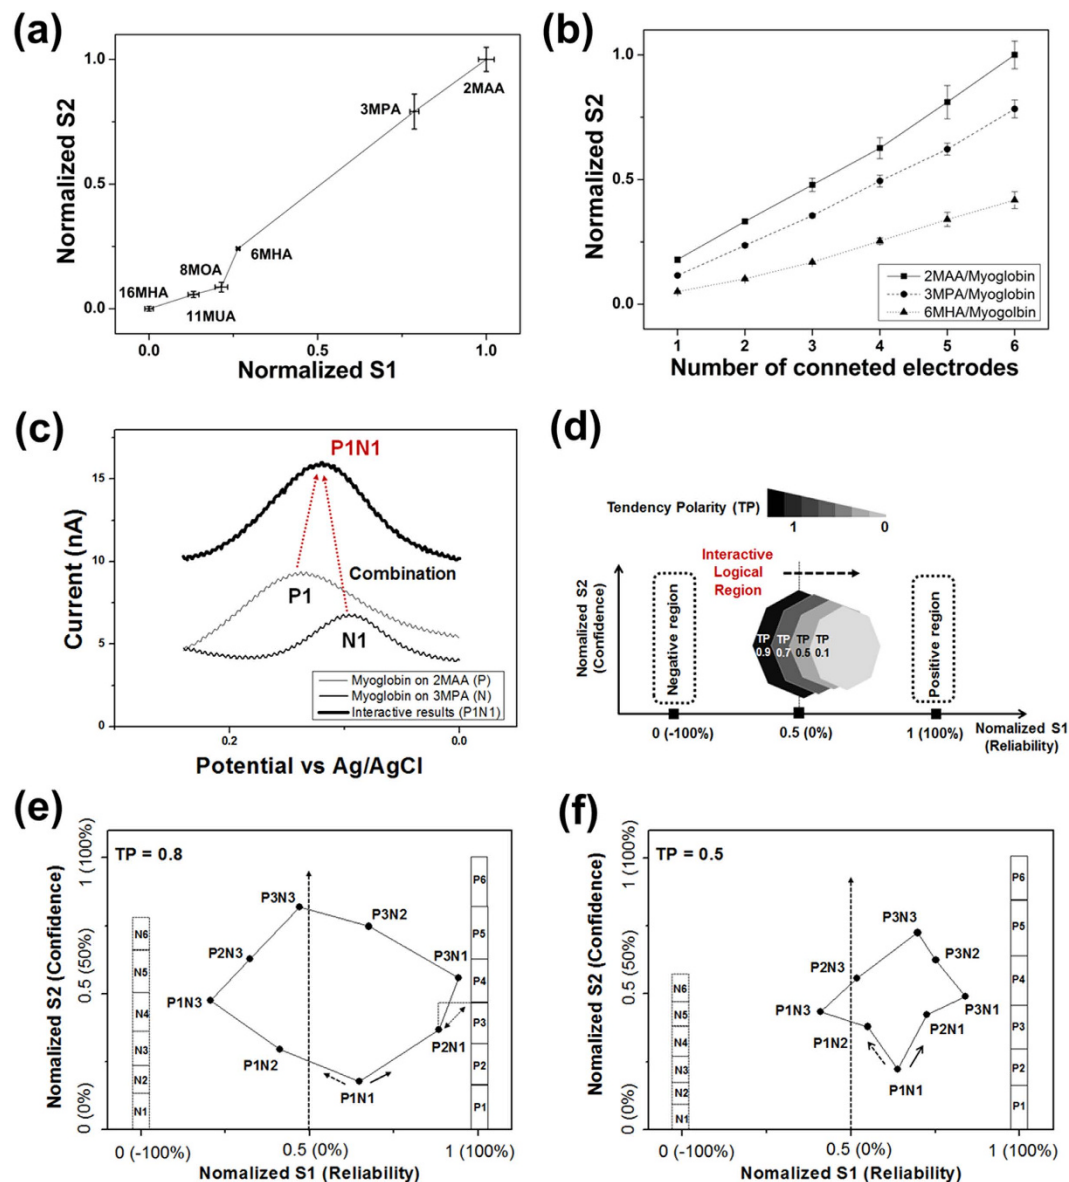 (a)
Normalized S2
1.0
0.5
0.0
2MAA
3MPA
6MHA
8MOA
16MHA
11MUA
0.0
0.5
1.0
Normalized S1
(b)
Normalized S2
1.0
0.5
0.0
2MAA/Myoglobin
3MPA/Myoglobin
6MHA/Myogolbin
1
2
3
4
5
6
Number of conneted electrodes
(c)
Current (nA)
15
10
5
0
P1N1
Combination
P1
N1
Myoglobin on 2MAA (P)
Myoglobin on 3MPA (N)
Interactive results (P1N1)
0.2
0.0
Potential vs Ag/AgCl
(d)
Tendency Polarity (TP)
1
0
Interactive
Logical
Region
Nomalized S2
(Confidence)
Negative region
TP
0.9
TP
0.7
TP
0.5
TP
0.1
Positive region
0 (-100%)
0.5 (0%)
1 (100%)
Nomalized S1
(Reliability)
(e)
Nomalized S2 (Confidence)
1 (100%)
0.5 (50%)
0 (0%)
TP = 0.8
P6
P5
P4
P3
P2
P1
N6
N5
N4
N3
N2
N1
P3N3
P3N2
P2N3
P3N1
P1N3
P2N1
P1N2
P1N1
0 (-100%)
0.5 (0%)
1 (100%)
Nomalized S1 (Reliability)
(f)
Nomalized S2 (Confidence)
1 (100%)
0.5 (50%)
0 (0%)
TP = 0.5
P6
P5
P4
P3
P2
P1
N6
N5
N4
N3
N2
N1
P3N3
P3N2
P2N3
P3N1
P1N3
P2N1
P1N2
P1N1
0 (-100%)
0.5 (0%)
1 (100%)
Nomalized S1 (Reliability)